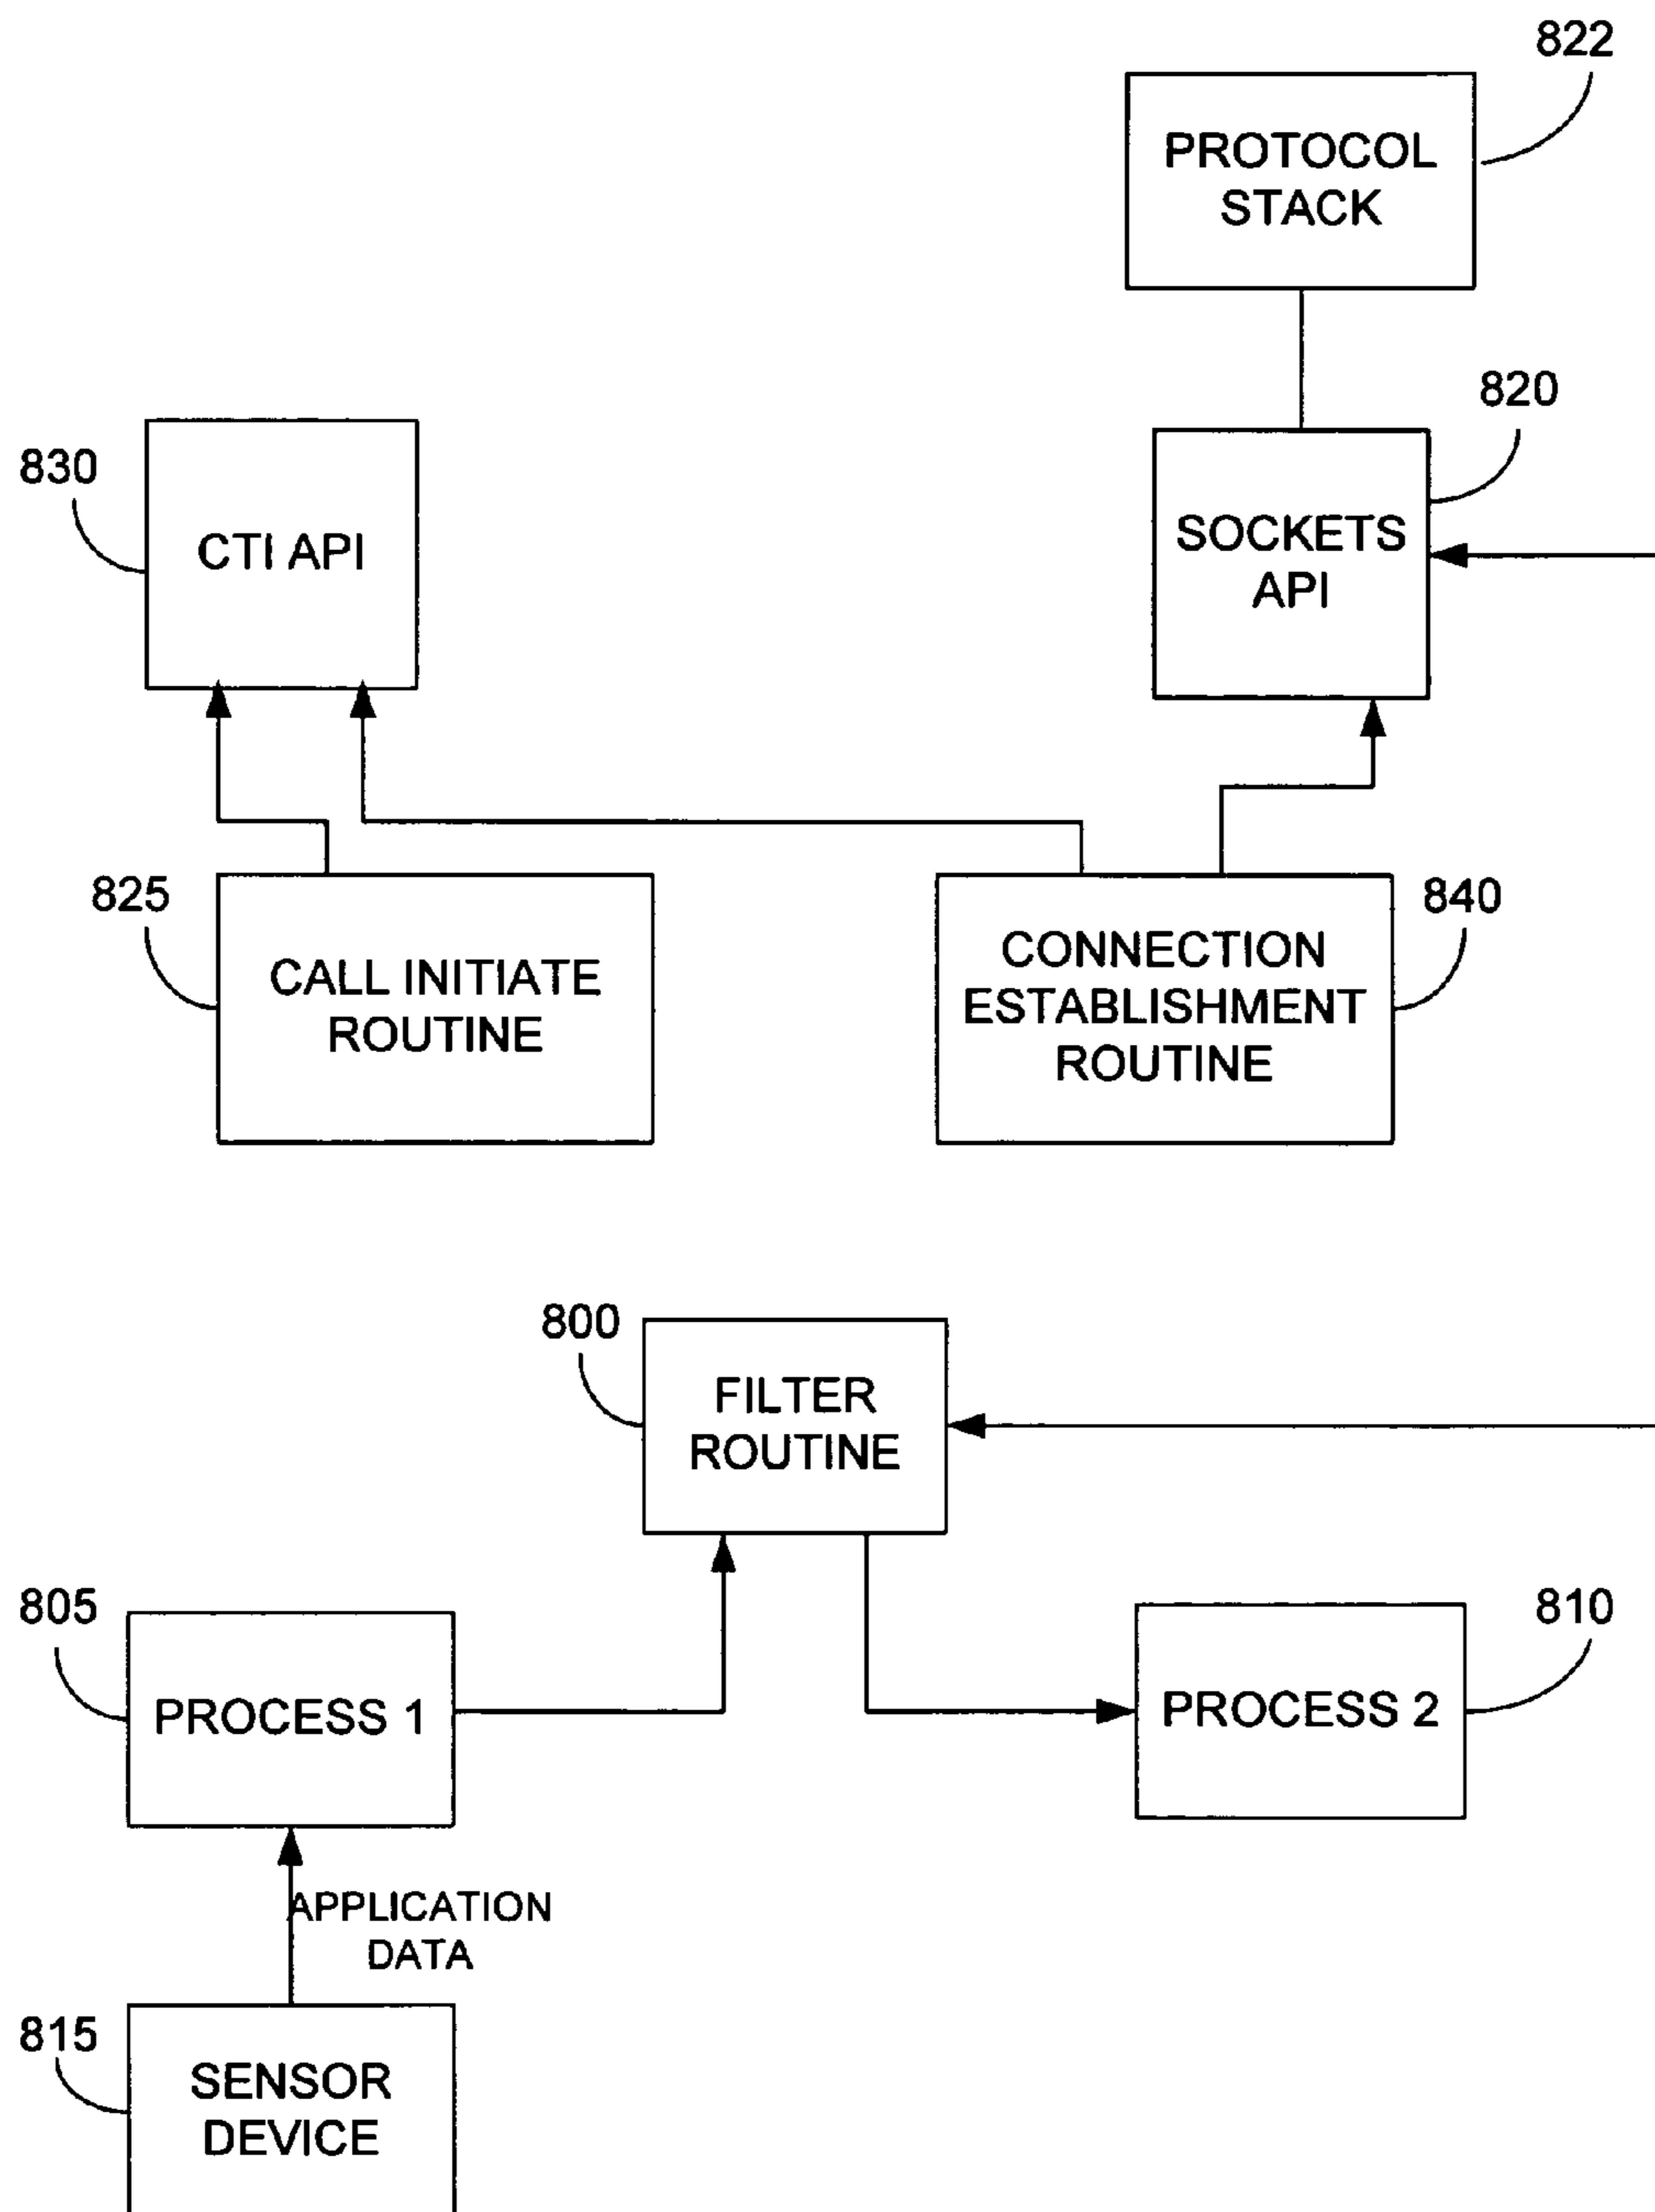 822
PROTOCOL
STACK
820
SOCKETS
API
830
CTI API
825
CALL INITIATE
ROUTINE
840
CONNECTION
ESTABLISHMENT
ROUTINE
800
FILTER
ROUTINE
805
PROCESS 1
810
PROCESS 2
APPLICATION
DATA
815
SENSOR
DEVICE